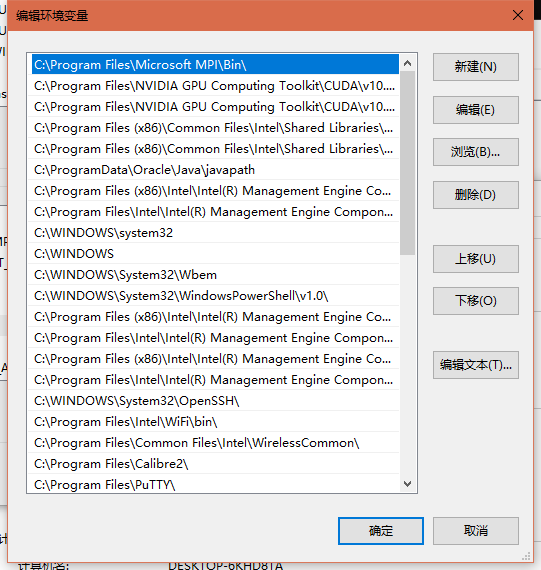 编辑环境变量
C:\Program Files\Microsoft MPI\Bin\
C:\Program Files\NVIDIA GPU Computing Toolkit\CUDA\v10....
C:\Program Files\NVIDIA GPU Computing Toolkit\CUDA\v10....
C:\Program Files (x86)\Common Files\Intel\Shared Libraries\...
C:\Program Files (x86)\Common Files\Intel\Shared Libraries\...
C:\ProgramData\Oracle\Java\javapath
C:\Program Files (x86)\Intel\Intel(R) Management Engine Co...
C:\Program Files\Intel\Intel(R) Management Engine Compon...
C:\WINDOWS\system32
C:\WINDOWS
C:\WINDOWS\System32\Wbem
C:\WINDOWS\System32\WindowsPowerShell\v1.0\
C:\Program Files (x86)\Intel\Intel(R) Management Engine Co...
C:\Program Files\Intel\Intel(R) Management Engine Compon...
C:\Program Files (x86)\Intel\Intel(R) Management Engine Co...
C:\Program Files\Intel\Intel(R) Management Engine Compon...
C:\WINDOWS\System32\OpenSSH\
C:\Program Files\Intel\WiFi\bin\
C:\Program Files\Common Files\Intel\WirelessCommon\
C:\Program Files\Calibre2\
C:\Program Files\PuTTY\
新建(N)
编辑(E)
浏览(B)...
删除(D)
上移(U)
下移(O)
编辑文本(T)...
确定
取消
计算机名:
DESKTOP-6KHD8TA